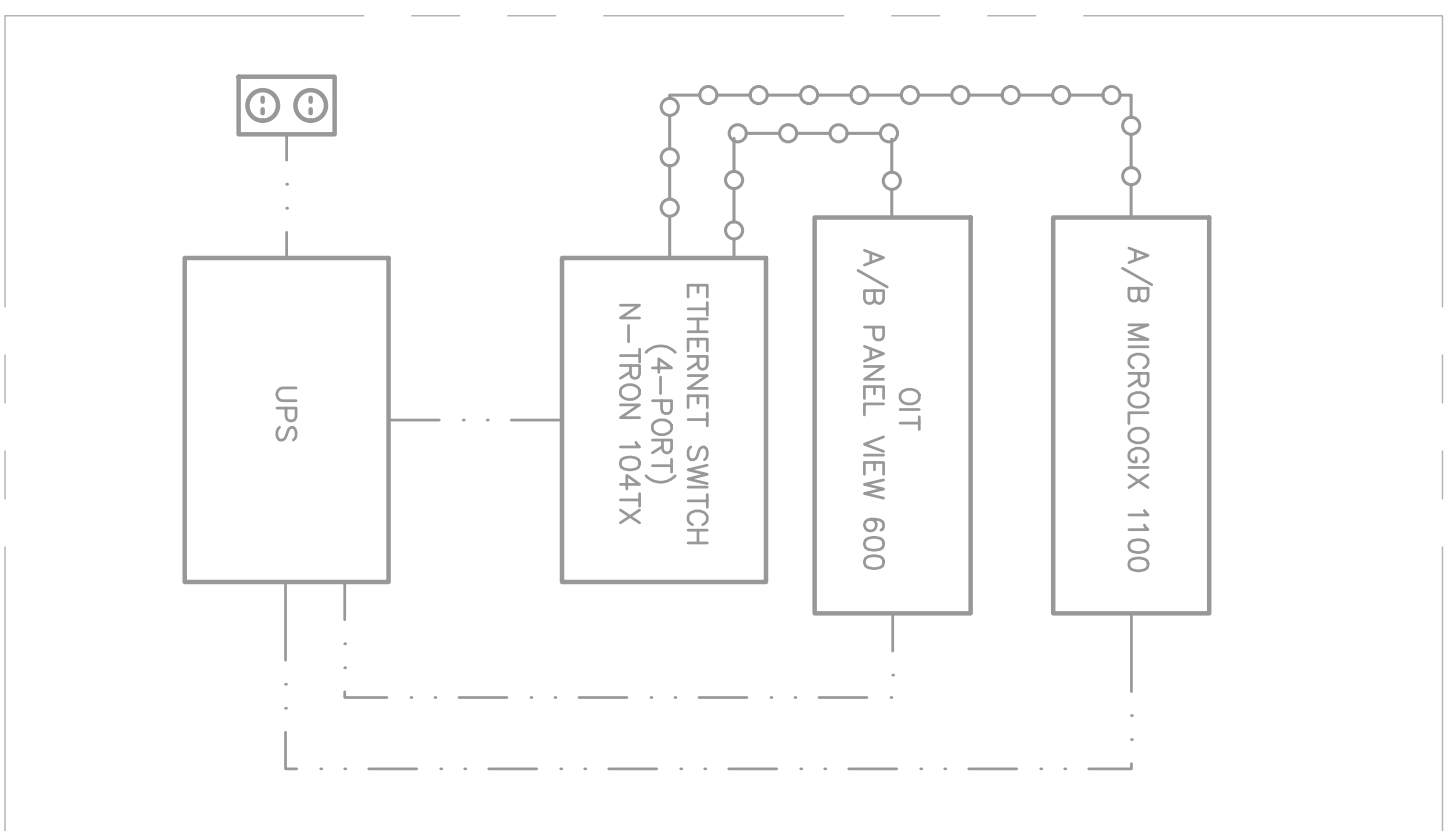 UPS
ETHERNET SWITCH
(4-PORT)
N-TRON 104TX
OIT
A/B PANEL VIEW 600
A/B MICROLOGIX 1100